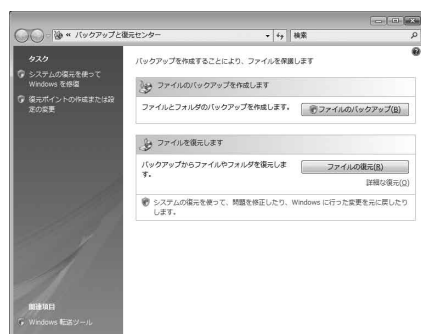 « バックアップと復元センター
検索
タスク
システムの復元を使って
Windows を修復
復元ポイントの作成または設
定の変更
関連項目
Windows 転送ツール
バックアップを作成することにより、ファイルを保護します
ファイルのバックアップを作成します
ファイルとフォルダのバックアップを作成します。
ファイルのバックアップ(B)
ファイルを復元します
バックアップからファイルやフォルダを復元しま
す。
ファイルの復元(R)
詳細な復元(O)
システムの復元を使って、問題を修正したり、Windows に行った変更を元に戻したり
します。